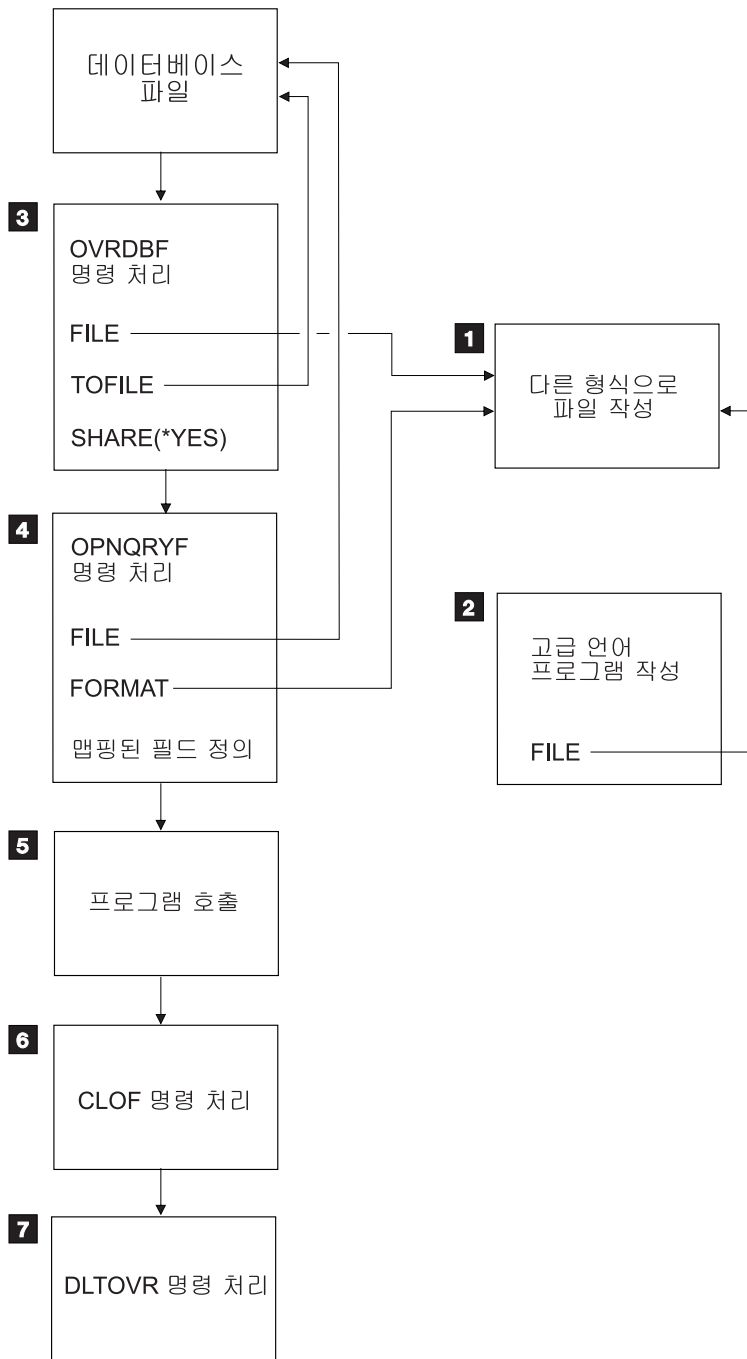 데이터베이스
파일
3
OVRDBF
명령 처리
FILE
TOFILE
SHARE(*YES)
1
다른 형식으로
파일 작성
4
OPNQRYF
명령 처리
FILE
FORMAT
맵핑된 필드 정의
2
고급 언어
프로그램 작성
FILE
5
프로그램 호출
6
CLOF 명령 처리
7
DLTOVR 명령 처리